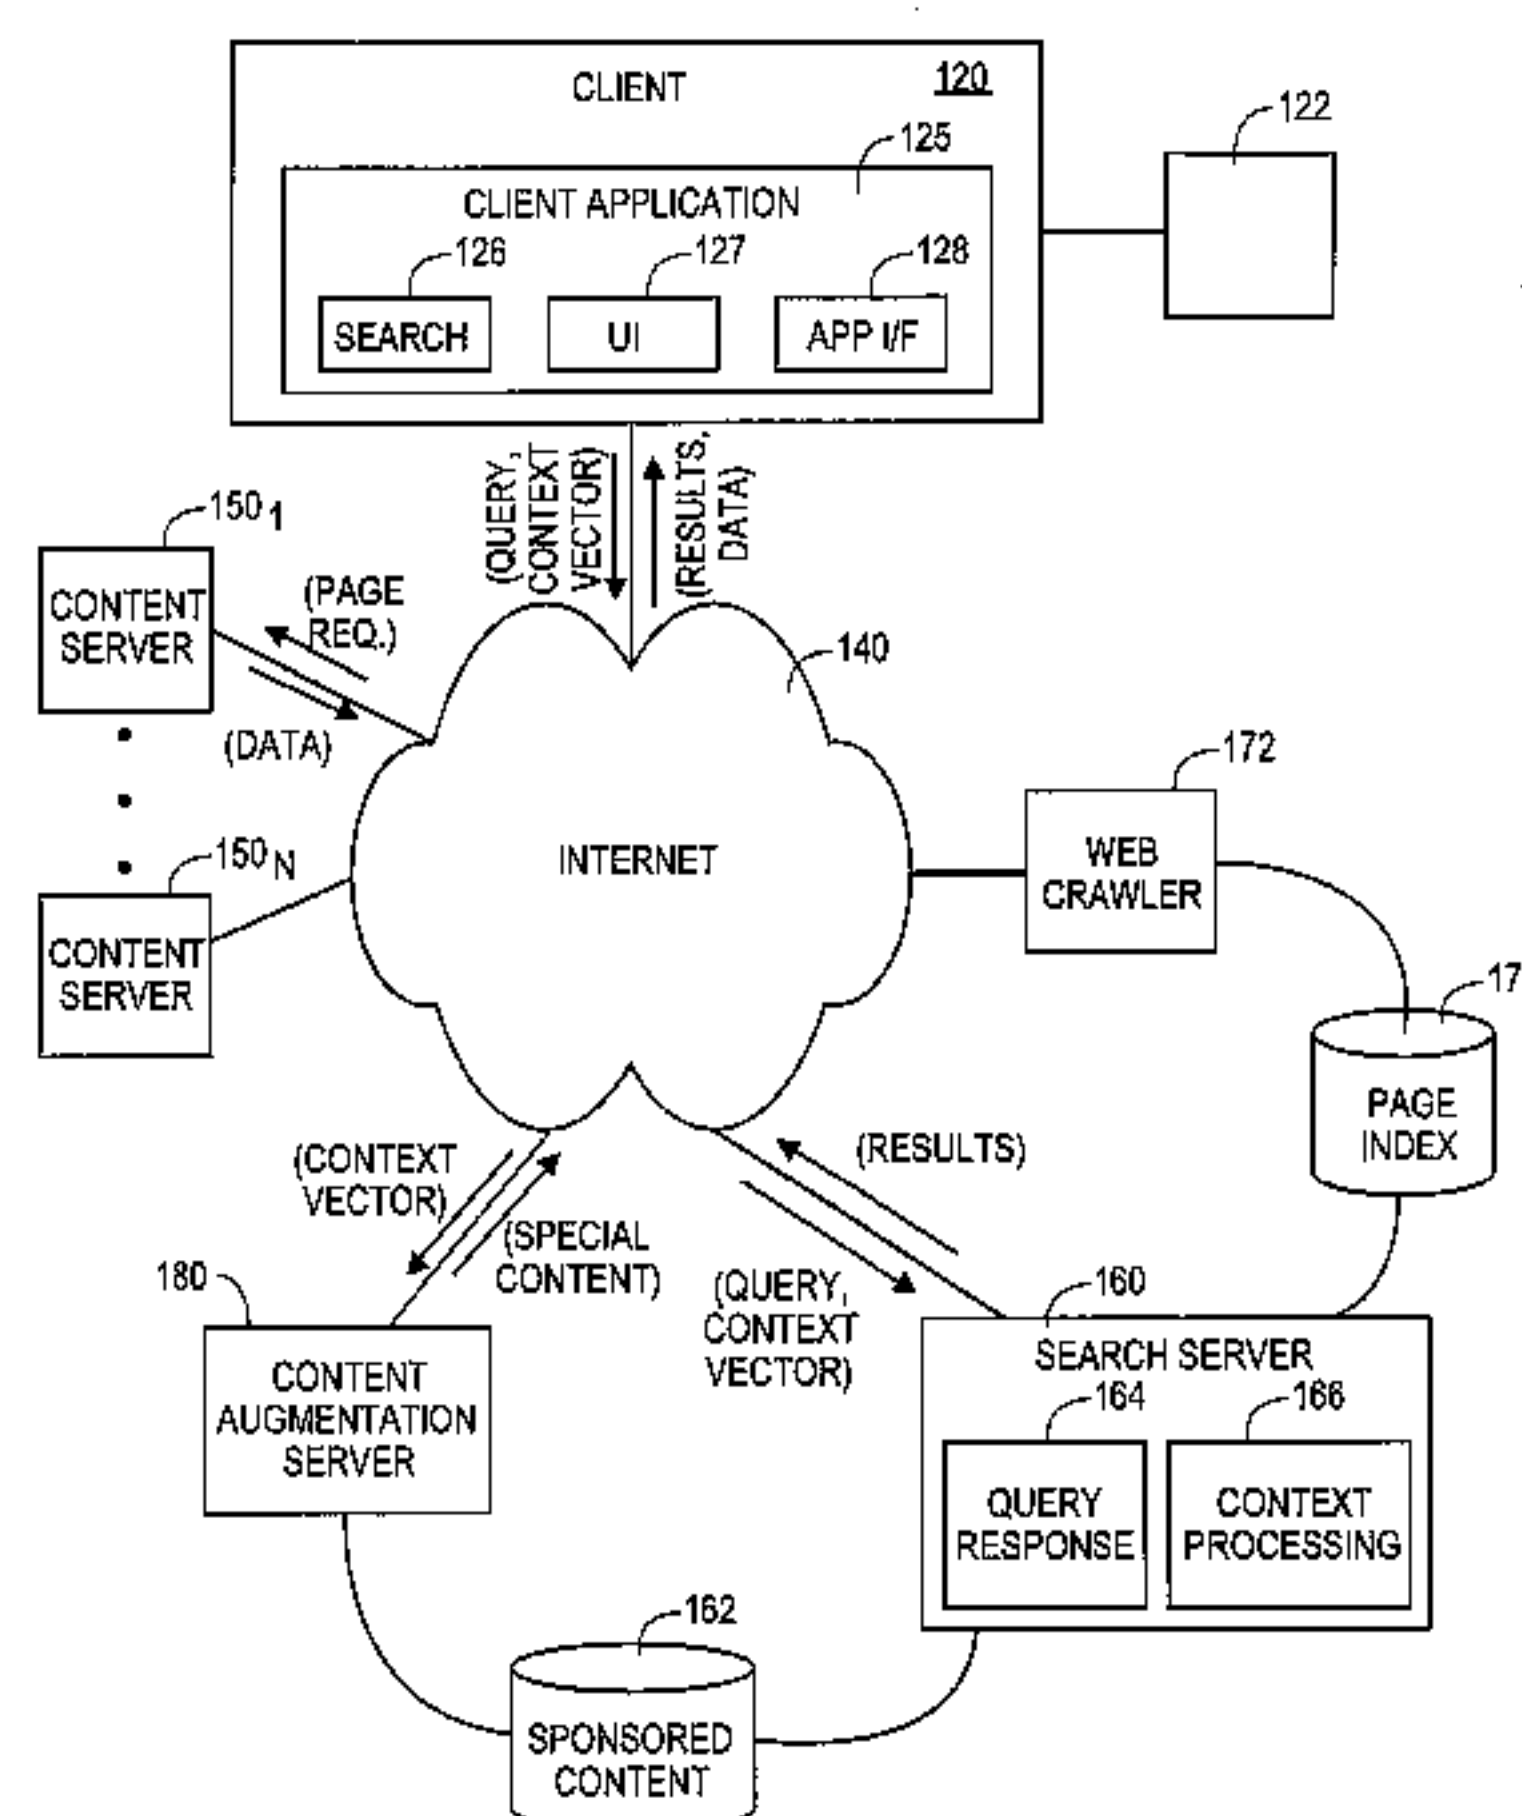 CLIENT
120
122
125
CLIENT APPLICATION
126
127
128
SEARCH
UI
APP I/F
(QUERY,
CONTEXT
VECTOR)
(RESULTS,
DATA)
150 1
CONTENT
SERVER
(PAGE
REQ.)
(DATA)
140
172
150 N
CONTENT
SERVER
INTERNET
WEB
CRAWLER
17
PAGE
INDEX
(CONTEXT
VECTOR)
(RESULTS)
(SPECIAL
CONTENT)
180
(QUERY,
CONTEXT
VECTOR)
160
SEARCH SERVER
CONTENT
AUGMENTATION
SERVER
164
166
QUERY
RESPONSE
CONTEXT
PROCESSING
162
SPONSORED
CONTENT